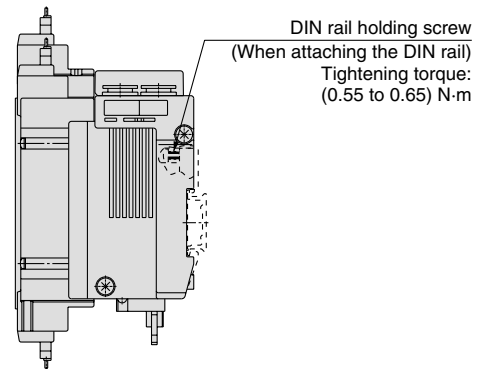 DIN rail holding screw
(When attaching the DIN rail)
Tightening torque:
(0.55 to 0.65) N·m